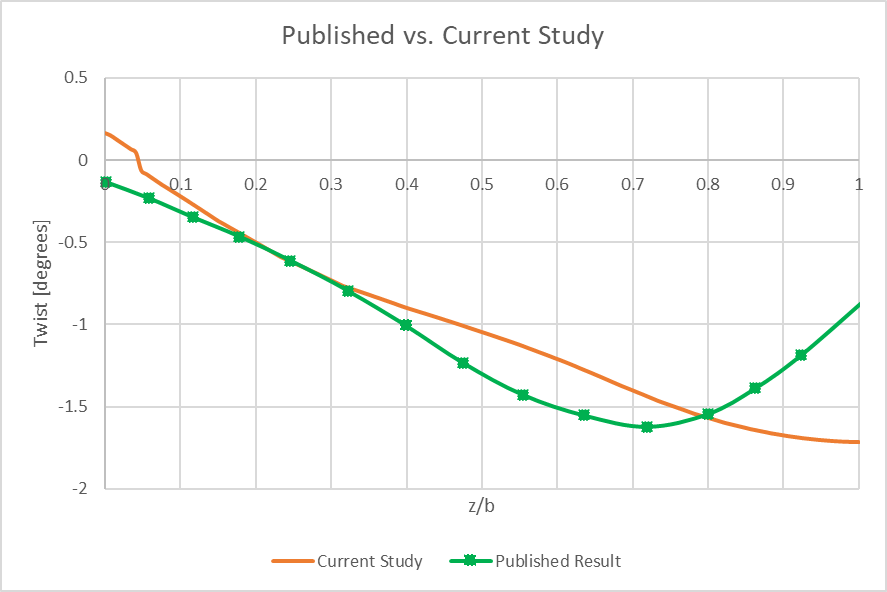 Published vs. Current Study
0.5
0
0 0.1 0.2 0.3 0.4 0.5 0.6 0.7 0.8 0.9 1
-0.5
-1
-1.5
-2
Twist [degrees]
z/b
Current Study Published Result